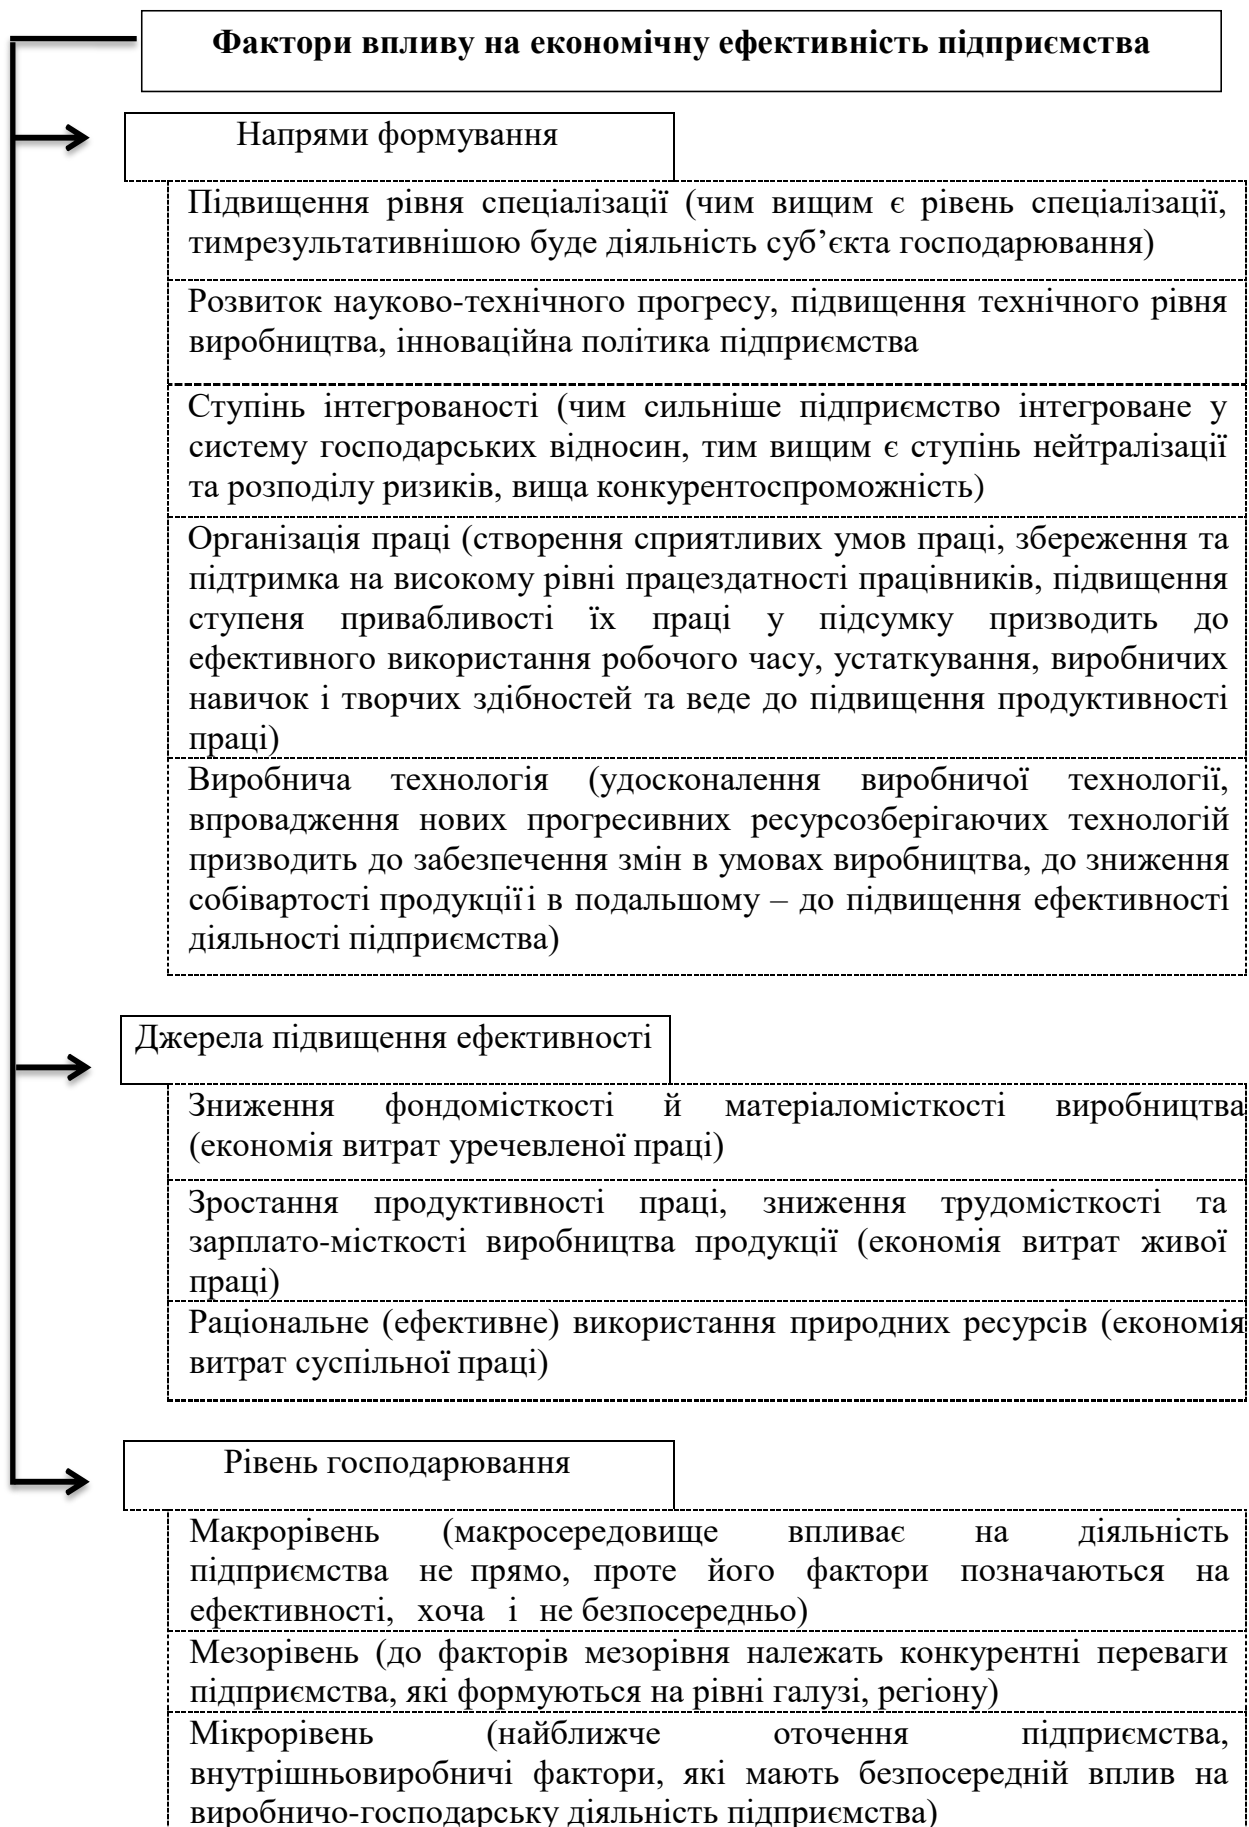 Фактори впливу на економічну ефективність підприємства
Напрями формування
Підвищення рівня спеціалізації (чим вищим є рівень спеціалізації,
тимрезультативнішою буде діяльність суб’єкта господарювання)
Розвиток науково-технічного прогресу, підвищення технічного рівня
виробництва, інноваційна політика підприємства
Ступінь інтегрованості (чим сильніше підприємство інтегроване у
систему господарських відносин, тим вищим є ступінь нейтралізації
та розподілу ризиків, вища конкурентоспроможність)
Організація праці (створення сприятливих умов праці, збереження та
підтримка на високому рівні працездатності працівників, підвищення
ступеня привабливості їх праці у підсумку призводить до
ефективного використання робочого часу, устаткування, виробничих
навичок і творчих здібностей та веде до підвищення продуктивності
праці)
Виробнича технологія (удосконалення виробничої технології,
впровадження нових прогресивних ресурсозберігаючих технологій
призводить до забезпечення змін в умовах виробництва, до зниження
собівартості продукціїі в подальшому – до підвищення ефективності
діяльності підприємства)
Джерела підвищення ефективності
Зниження фондомісткості й матеріаломісткості виробництва
(економія витрат уречевленої праці)
Зростання продуктивності праці, зниження трудомісткості та
зарплато-місткості виробництва продукції (економія витрат живої
праці)
Раціональне (ефективне) використання природних ресурсів (економія
витрат суспільної праці)
Рівень господарювання
Макрорівень (макросередовище впливає на діяльність
підприємства не прямо, проте його фактори позначаються на
ефективності, хоча і не безпосередньо)
Мезорівень (до факторів мезорівня належать конкурентні переваги
підприємства, які формуються на рівні галузі, регіону)
Мікрорівень (найближче оточення підприємства,
внутрішньовиробничі фактори, які мають безпосередній вплив на
виробничо-господарську діяльність підприємства)